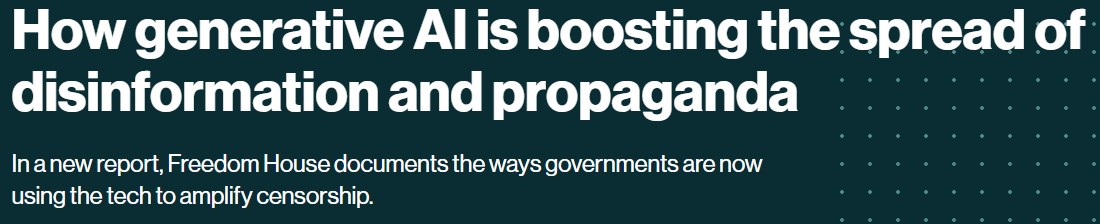 How generative AI is boosting the spread of
disinformation and propaganda
In a new report, Freedom House documents the ways governments are now
using the tech to amplify censorship.